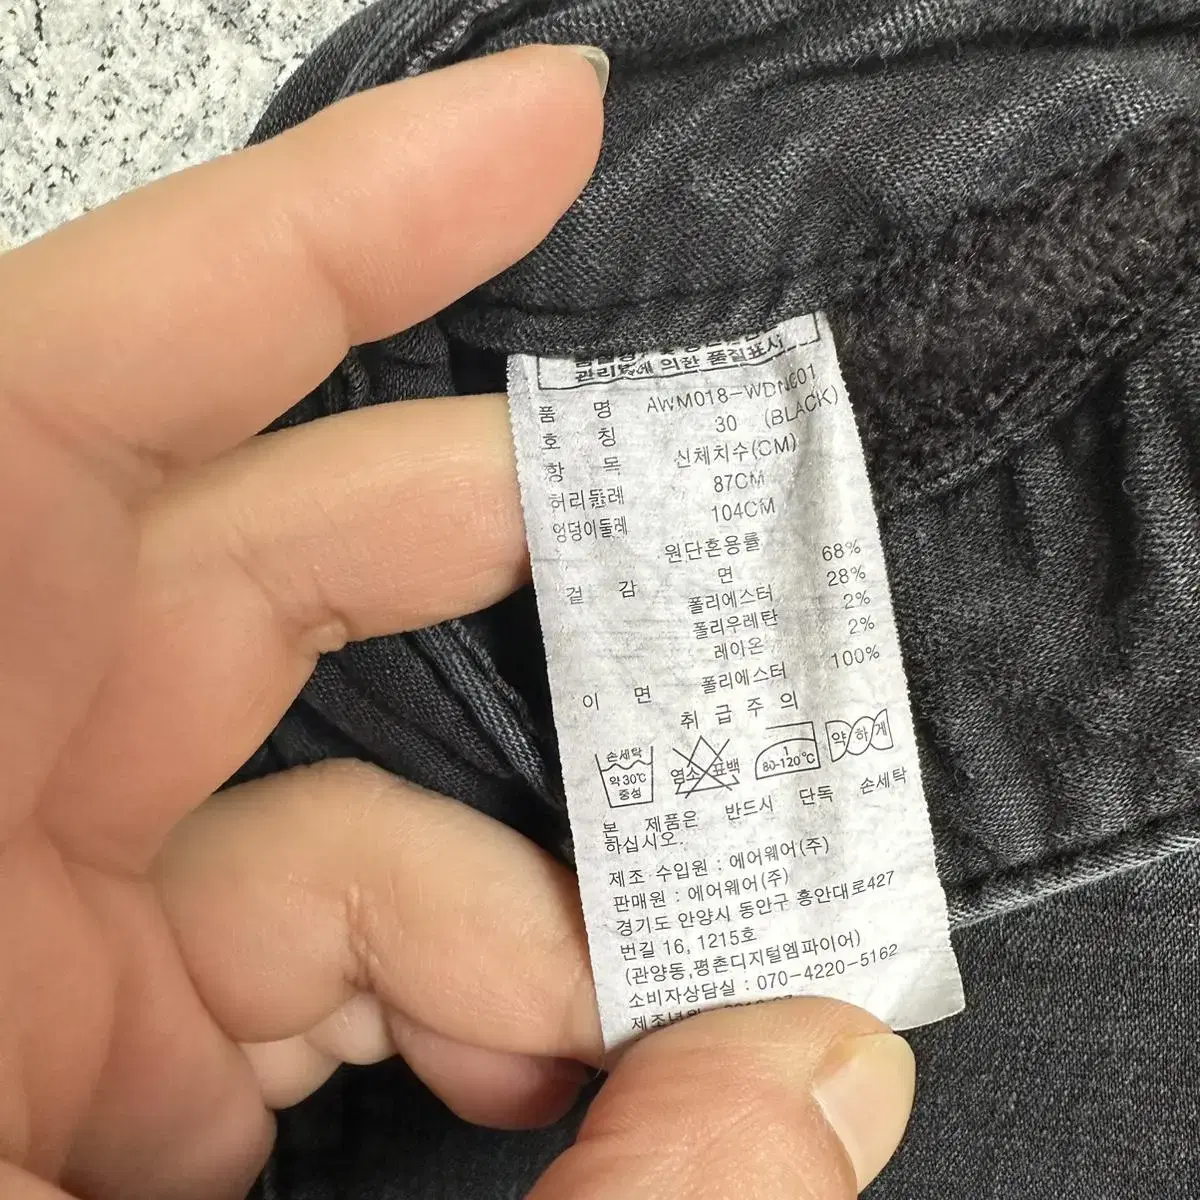 관리법에 의한 품질표시
품 명 AWM018-WDNC01
호 칭 30 (BLACK)
항 목 신체치수(CM)
허리둘레 87CM
엉덩이둘레 104CM
원단혼용률
겉 감 면 68%
폴리에스터 28%
폴리우레탄 2%
레이온 2%
이 면 폴리에스터 100%
취 급 주 의
손세탁 약30℃ 중성
염소 표백
1 80-120℃
약하게
본 제품은 반드시 단독 손세탁
하십시오.
제조 수입원 : 에어웨어(주)
판매원 : 에어웨어(주)
경기도 안양시 동안구 흥안대로427
번길 16, 1215호
(관양동,평촌디지털엠파이어)
소비자상담실 : 070-4220-5162
제조년월